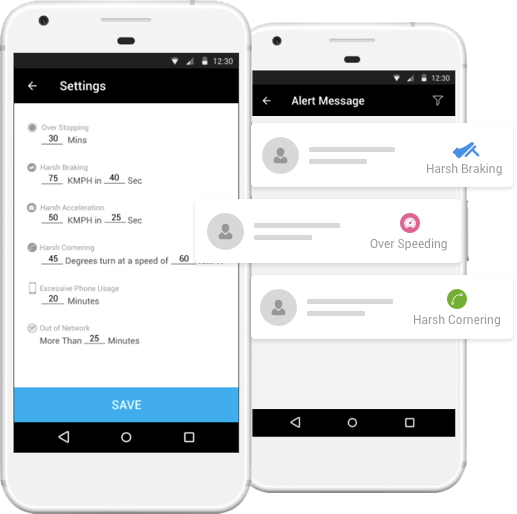 12:30
Settings
Over Stopping
30 Mins
Harsh Braking
75 KMPH in 40 Sec
Harsh Acceleration
50 KMPH in 25 Sec
Harsh Cornering
45 Degrees turn at a speed of 60
Excessive Phone Usage
20 Minutes
Out of Network
More Than 25 Minutes
SAVE
12:30
Alert Message
Harsh Braking
Over Speeding
Harsh Cornering